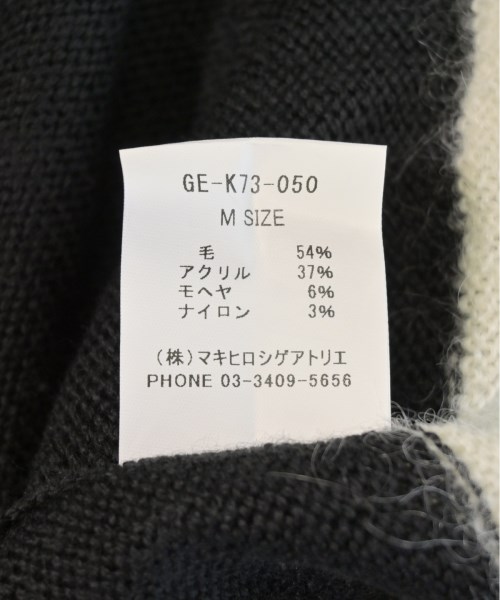 GE-K73-050
M SIZE
毛 54%
アクリル 37%
モヘヤ 6%
ナイロン 3%
(株)マキヒロシゲアトリエ
PHONE 03-3409-5656